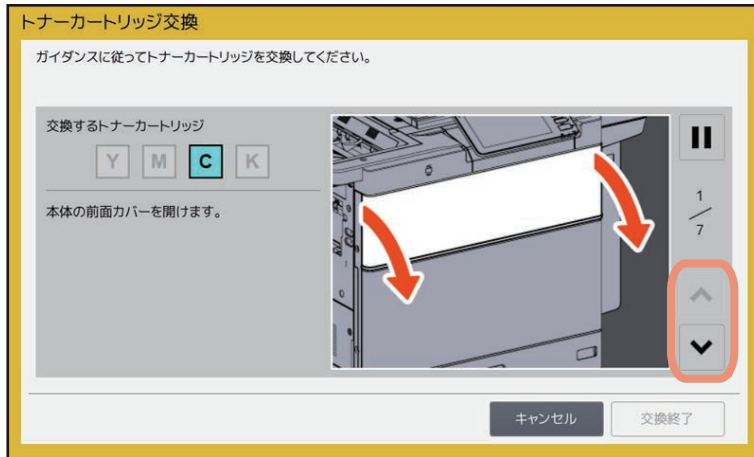 トナーカートリッジ交換
ガイダンスに従ってトナーカートリッジを交換してください。
交換するトナーカートリッジ
Y M C K
本体の前面カバーを開けます。
1
7
キャンセル 交換終了